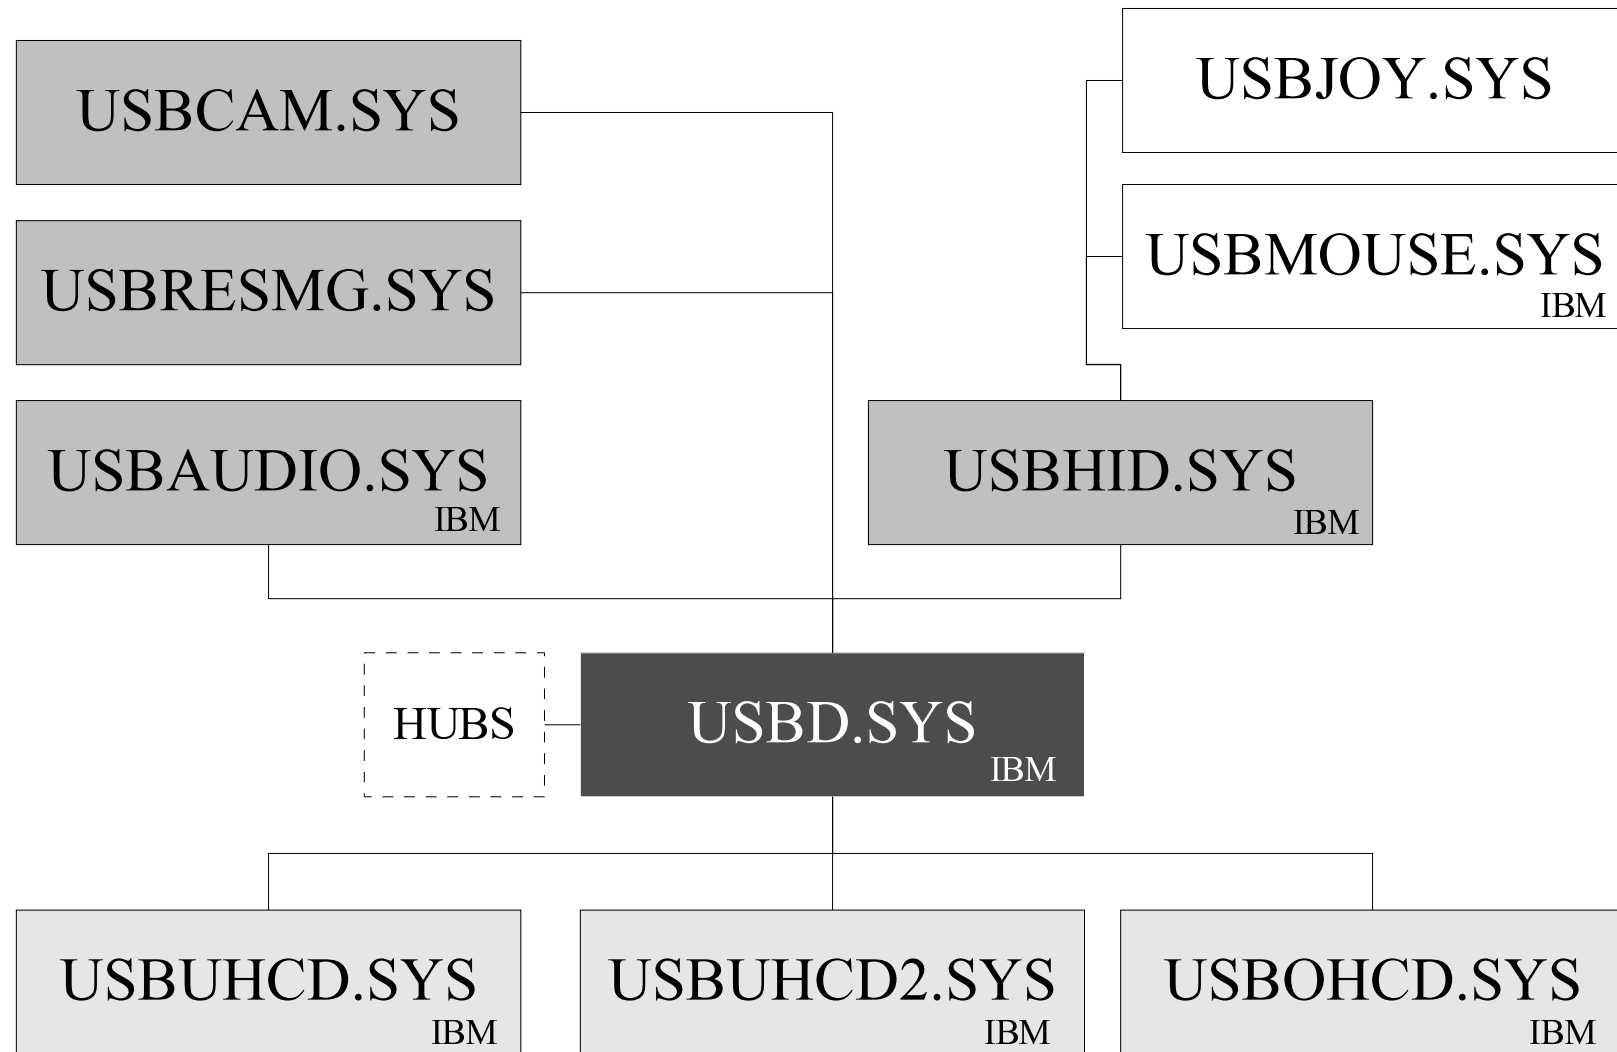 USBCAM.SYS
USBJOY.SYS
USBRESMG.SYS
USBMOUSE.SYS
IBM
USBAUDIO.SYS
IBM
USBHID.SYS
IBM
HUBS
USBD.SYS
IBM
USBUHCD.SYS
IBM
USBUHCD2.SYS
IBM
USBOHCD.SYS
IBM